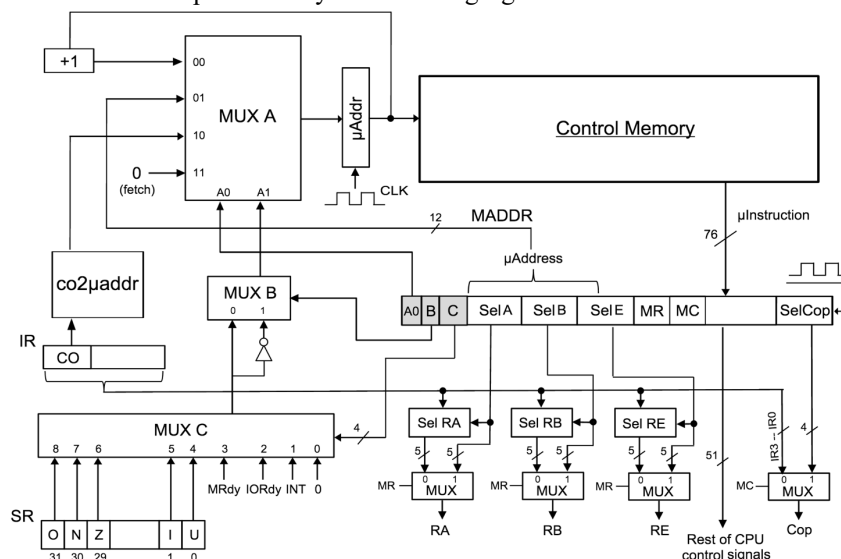 +1
00
01
10
11
MUX A
A0 A1
0
(fetch)
µAddr
CLK
Control Memory
12
MADDR
µAddress
76
µInstruction
co2µaddr
MUX B
0 1
A0 B C SelA SelB SelE MR MC SelCop
IR
CO
MUX C
8 7 6 5 4 3 2 1 0
4
MRdy IORdy INT 0
SR
O N Z I U
31 30 29 1 0
Sel RA
Sel RB
Sel RE
5 5
5 5
5 5
51
IR3 -- IR0
4
MR
0 1
MUX
RA
MR
0 1
MUX
RB
MR
0 1
MUX
RE
MC
0 1
MUX
Cop
Rest of CPU
control signals